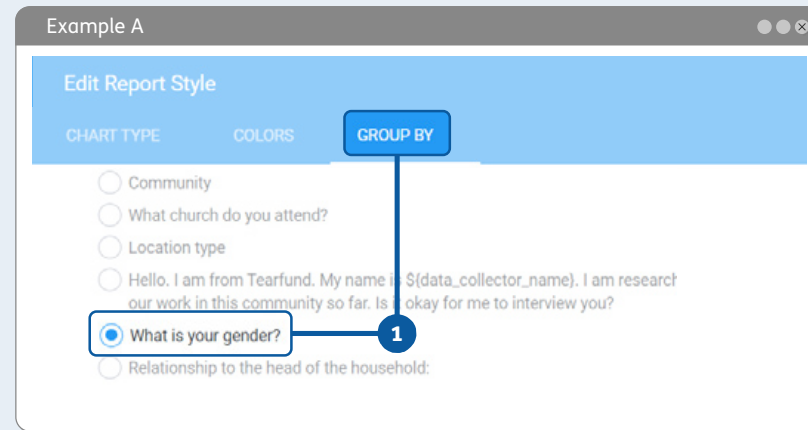 Example A
Edit Report Style
CHART TYPE COLORS GROUP BY
Community
What church do you attend?
Location type
Hello. I am from Tearfund. My name is ${data_collector_name}. I am research
our work in this community so far. Is it okay for me to interview you?
What is your gender?
1
Relationship to the head of the household: